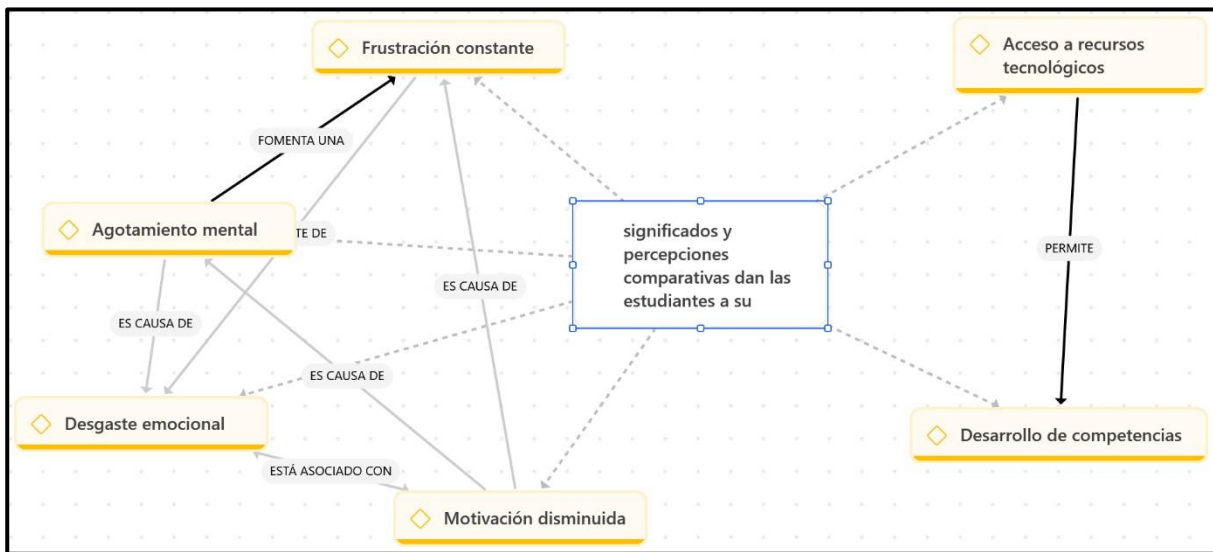 Frustración constante
Acceso a recursos
tecnológicos
FOMENTA UNA
Agotamiento mental
TE DE
significados y
percepciones
comparativas dan las
estudiantes a su
PERMITE
ES CAUSA DE
ES CAUSA DE
ES CAUSA DE
Desgaste emocional
Desarrollo de competencias
ESTÁ ASOCIADO CON
Motivación disminuida